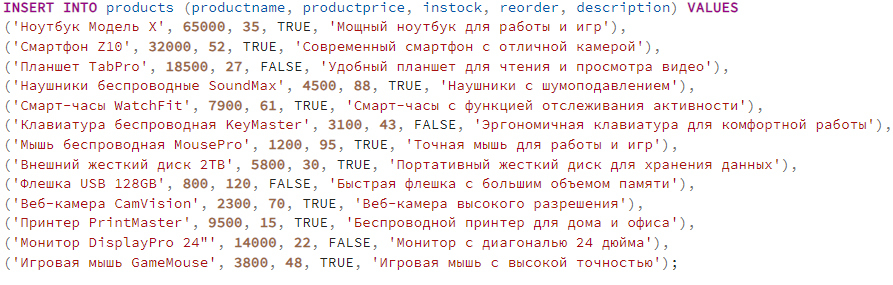 INSERT INTO products (productname, productprice, instock, reorder, description) VALUES
('Ноутбук Модель X', 65000, 35, TRUE, 'Мощный ноутбук для работы и игр'),
('Смартфон Z10', 32000, 52, TRUE, 'Современный смартфон с отличной камерой'),
('Планшет TabPro', 18500, 27, FALSE, 'Удобный планшет для чтения и просмотра видео'),
('Наушники беспроводные SoundMax', 4500, 88, TRUE, 'Наушники с шумоподавлением'),
('Смарт-часы WatchFit', 7900, 61, TRUE, 'Смарт-часы с функцией отслеживания активности'),
('Клавиатура беспроводная KeyMaster', 3100, 43, FALSE, 'Эргономичная клавиатура для комфортной работы'),
('Мышь беспроводная MousePro', 1200, 95, TRUE, 'Точная мышь для работы и игр'),
('Внешний жесткий диск 2TB', 5800, 30, TRUE, 'Портативный жесткий диск для хранения данных'),
('Флешка USB 128GB', 800, 120, FALSE, 'Быстрая флешка с большим объемом памяти'),
('Веб-камера CamVision', 2300, 70, TRUE, 'Веб-камера высокого разрешения'),
('Принтер PrintMaster', 9500, 15, TRUE, 'Беспроводной принтер для дома и офиса'),
('Монитор DisplayPro 24"', 14000, 22, FALSE, 'Монитор с диагональю 24 дюйма'),
('Игровая мышь GameMouse', 3800, 48, TRUE, 'Игровая мышь с высокой точностью');